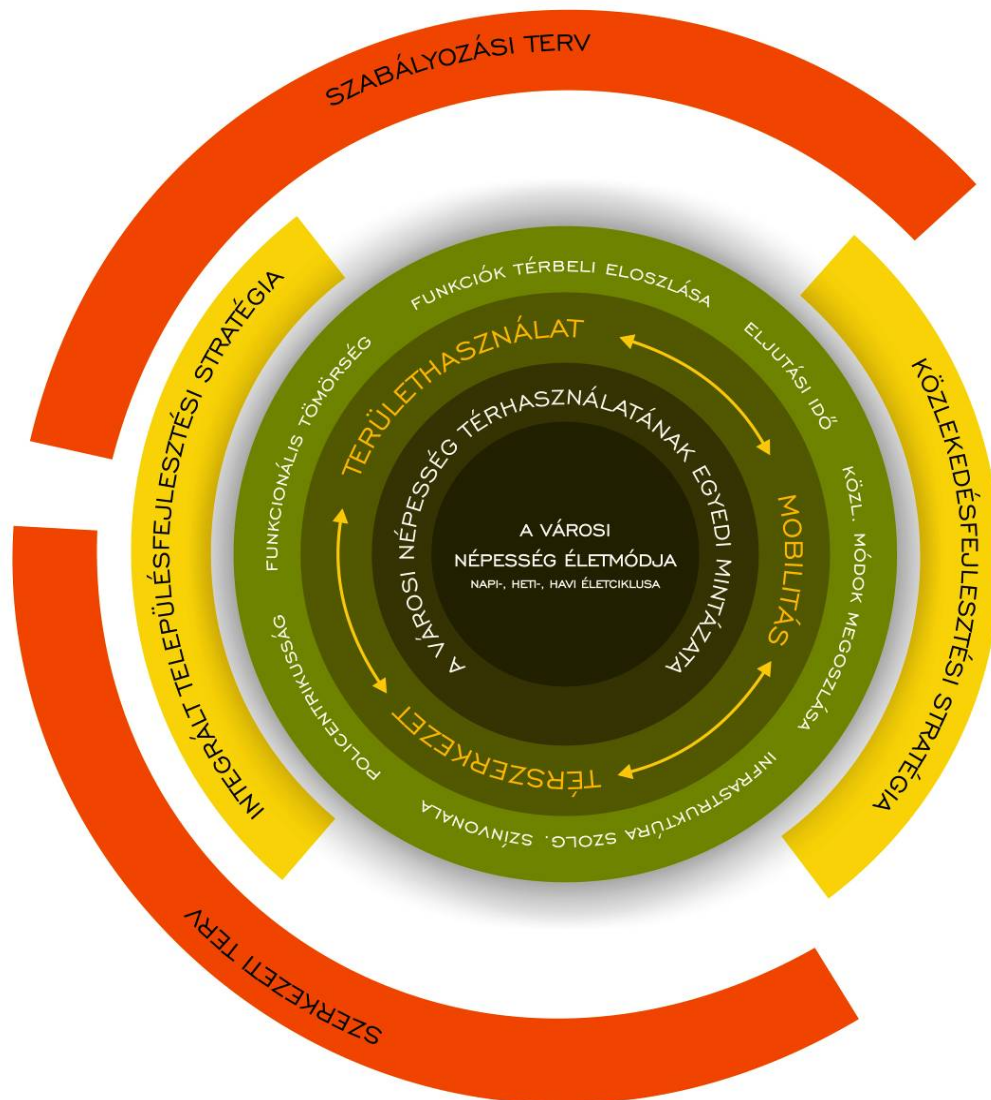 SZABÁLYOZÁSI TERV
INTEGRÁLT TELEPÜLÉSFEJLESZTÉSI STRATÉGIA
KÖZLEKEDÉSFEJLESZTÉSI STRATÉGIA
FUNKCIÓK TÉRBELI ELOSZLÁSA
ELJUTÁSI IDŐ
KÖZL. MÓDOK MEGOSZLÁSA
INFRASTRUKTÚRA SZOLG. SZÍNVONALA
POLICENTRIKUSSÁG
FUNKCIONÁLIS TÖMÖRSÉG
TERÜLETHASZNÁLAT
MOBILITÁS
TÉRSZERKEZET
A VÁROSI NÉPESSÉG TÉRHASZNÁLATÁNAK EGYEDI MINTÁZATA
A VÁROSI
NÉPESSÉG ÉLETMÓDJA
NAPI-, HETI-, HAVI ÉLETCIKLUSA
SZERKEZETI TERV